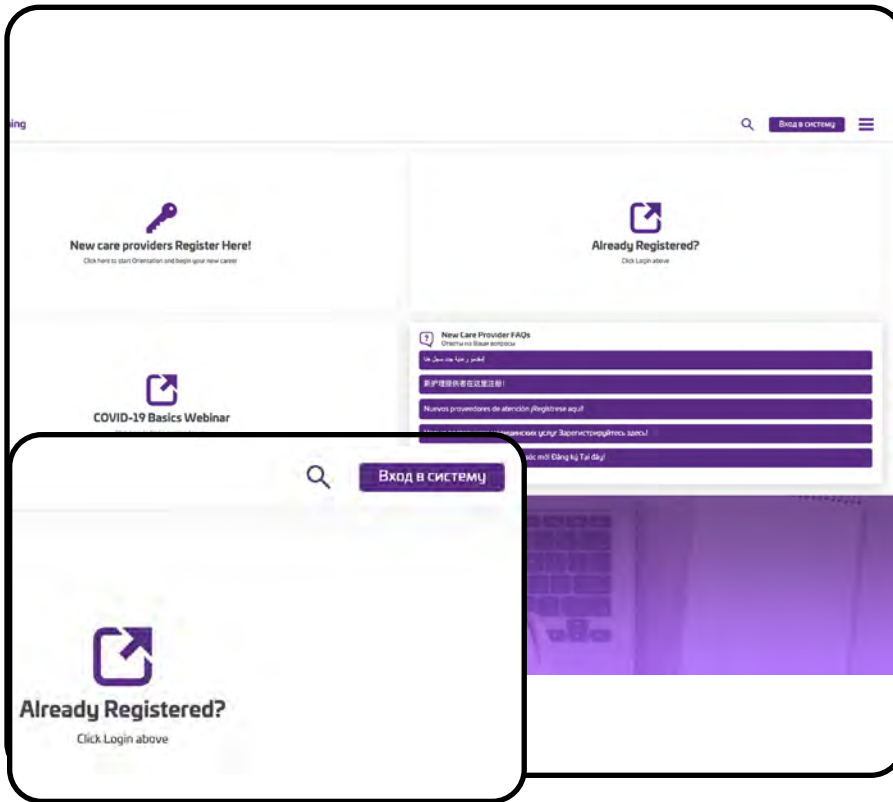 ing
Вход в систему
New care providers Register Here!
Click here to start Orientation and begin your new career
Already Registered?
Click Login above
COVID-19 Basics Webinar
New Care Provider FAQs
Ответы на Ваши вопросы
新护理提供者在这里注册!
Nuevos proveedores de atención ¡Regístrese aquí!
услуг Зарегистрируйтесь здесь!
mới Đăng ký Tại đây!
Вход в систему
Already Registered?
Click Login above